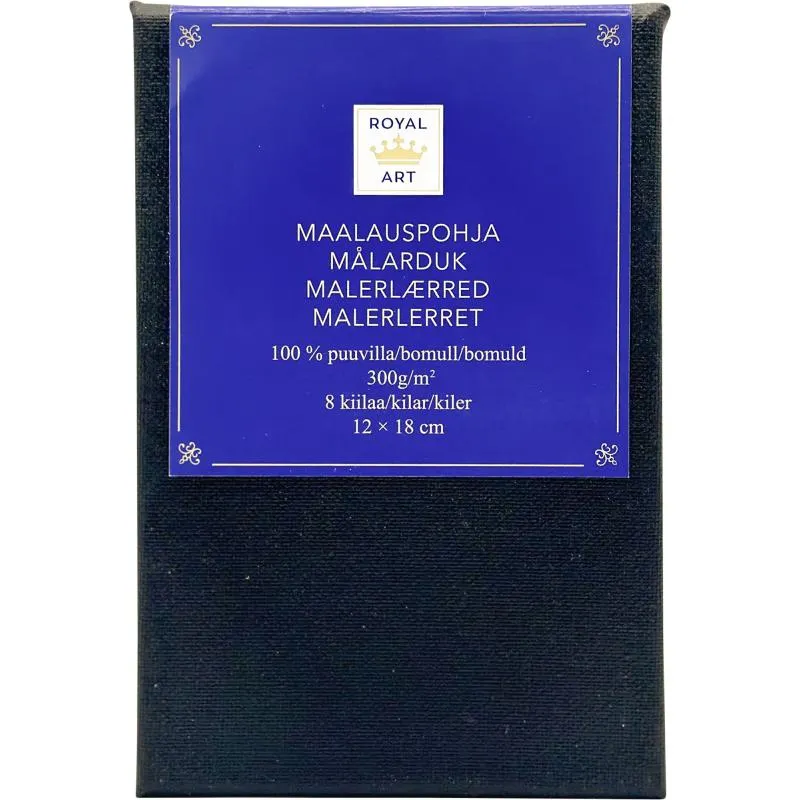 ROYAL
ART
MAALAUSPOHJA
MÅLARDUK
MALERLÆRRED
MALERLERRET
100 % puuvilla/bomull/bomuld
300g/m²
8 kiilaa/kilar/kiler
12 × 18 cm